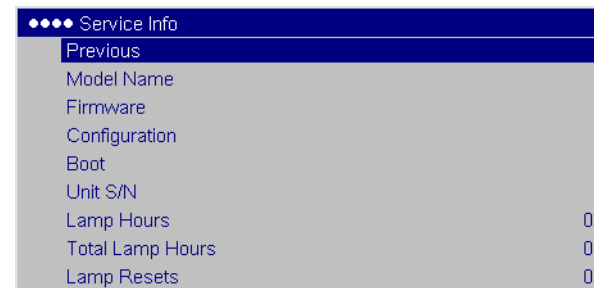 Service Info
Previous
Model Name
Firmware
Configuration
Boot
Unit S/N
Lamp Hours 0
Total Lamp Hours 0
Lamp Resets 0